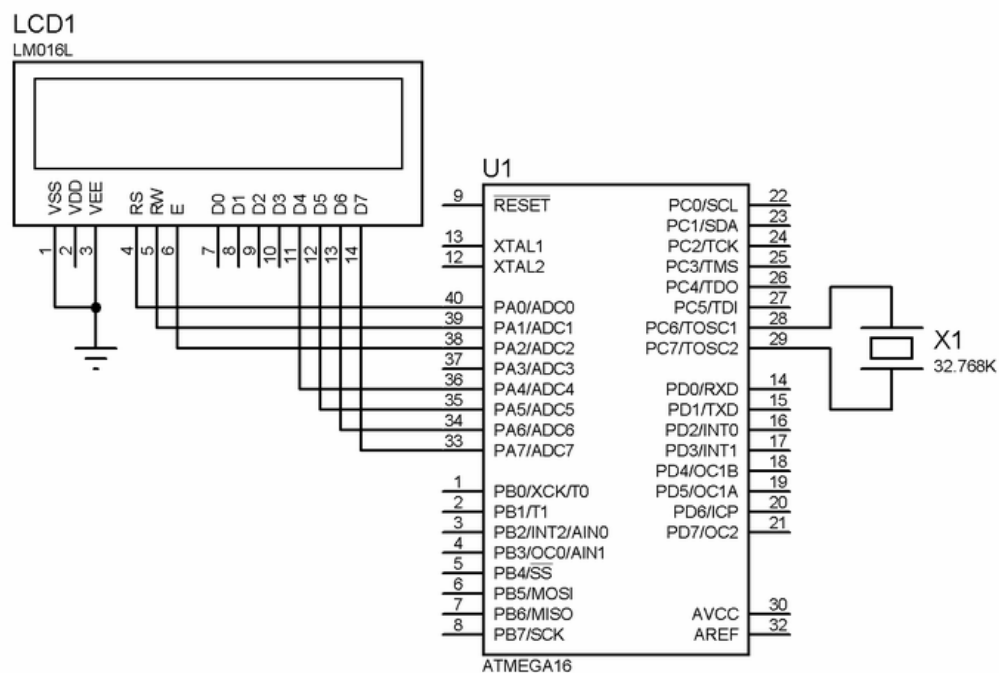 LCD1
LM016L
VSS VDD VEE RS RW E D0 D1 D2 D3 D4 D5 D6 D7
1 2 3 4 5 6 7 8 9 10 11 12 13 14
U1
9 RESET PC0/SCL 22
PC1/SDA 23
13 XTAL1 PC2/TCK 24
12 XTAL2 PC3/TMS 25
PC4/TDO 26
40 PA0/ADC0 PC5/TDI 27
39 PA1/ADC1 PC6/TOSC1 28
38 PA2/ADC2 PC7/TOSC2 29
X1
32.768K
37 PA3/ADC3
36 PA4/ADC4 PD0/RXD 14
35 PA5/ADC5 PD1/TXD 15
34 PA6/ADC6 PD2/INT0 16
33 PA7/ADC7 PD3/INT1 17
PD4/OC1B 18
1 PB0/XCK/T0 PD5/OC1A 19
2 PB1/T1 PD6/ICP 20
3 PB2/INT2/AIN0 PD7/OC2 21
4 PB3/OC0/AIN1
5 PB4/SS
6 PB5/MOSI
7 PB6/MISO AVCC 30
8 PB7/SCK AREF 32
ATMEGA16